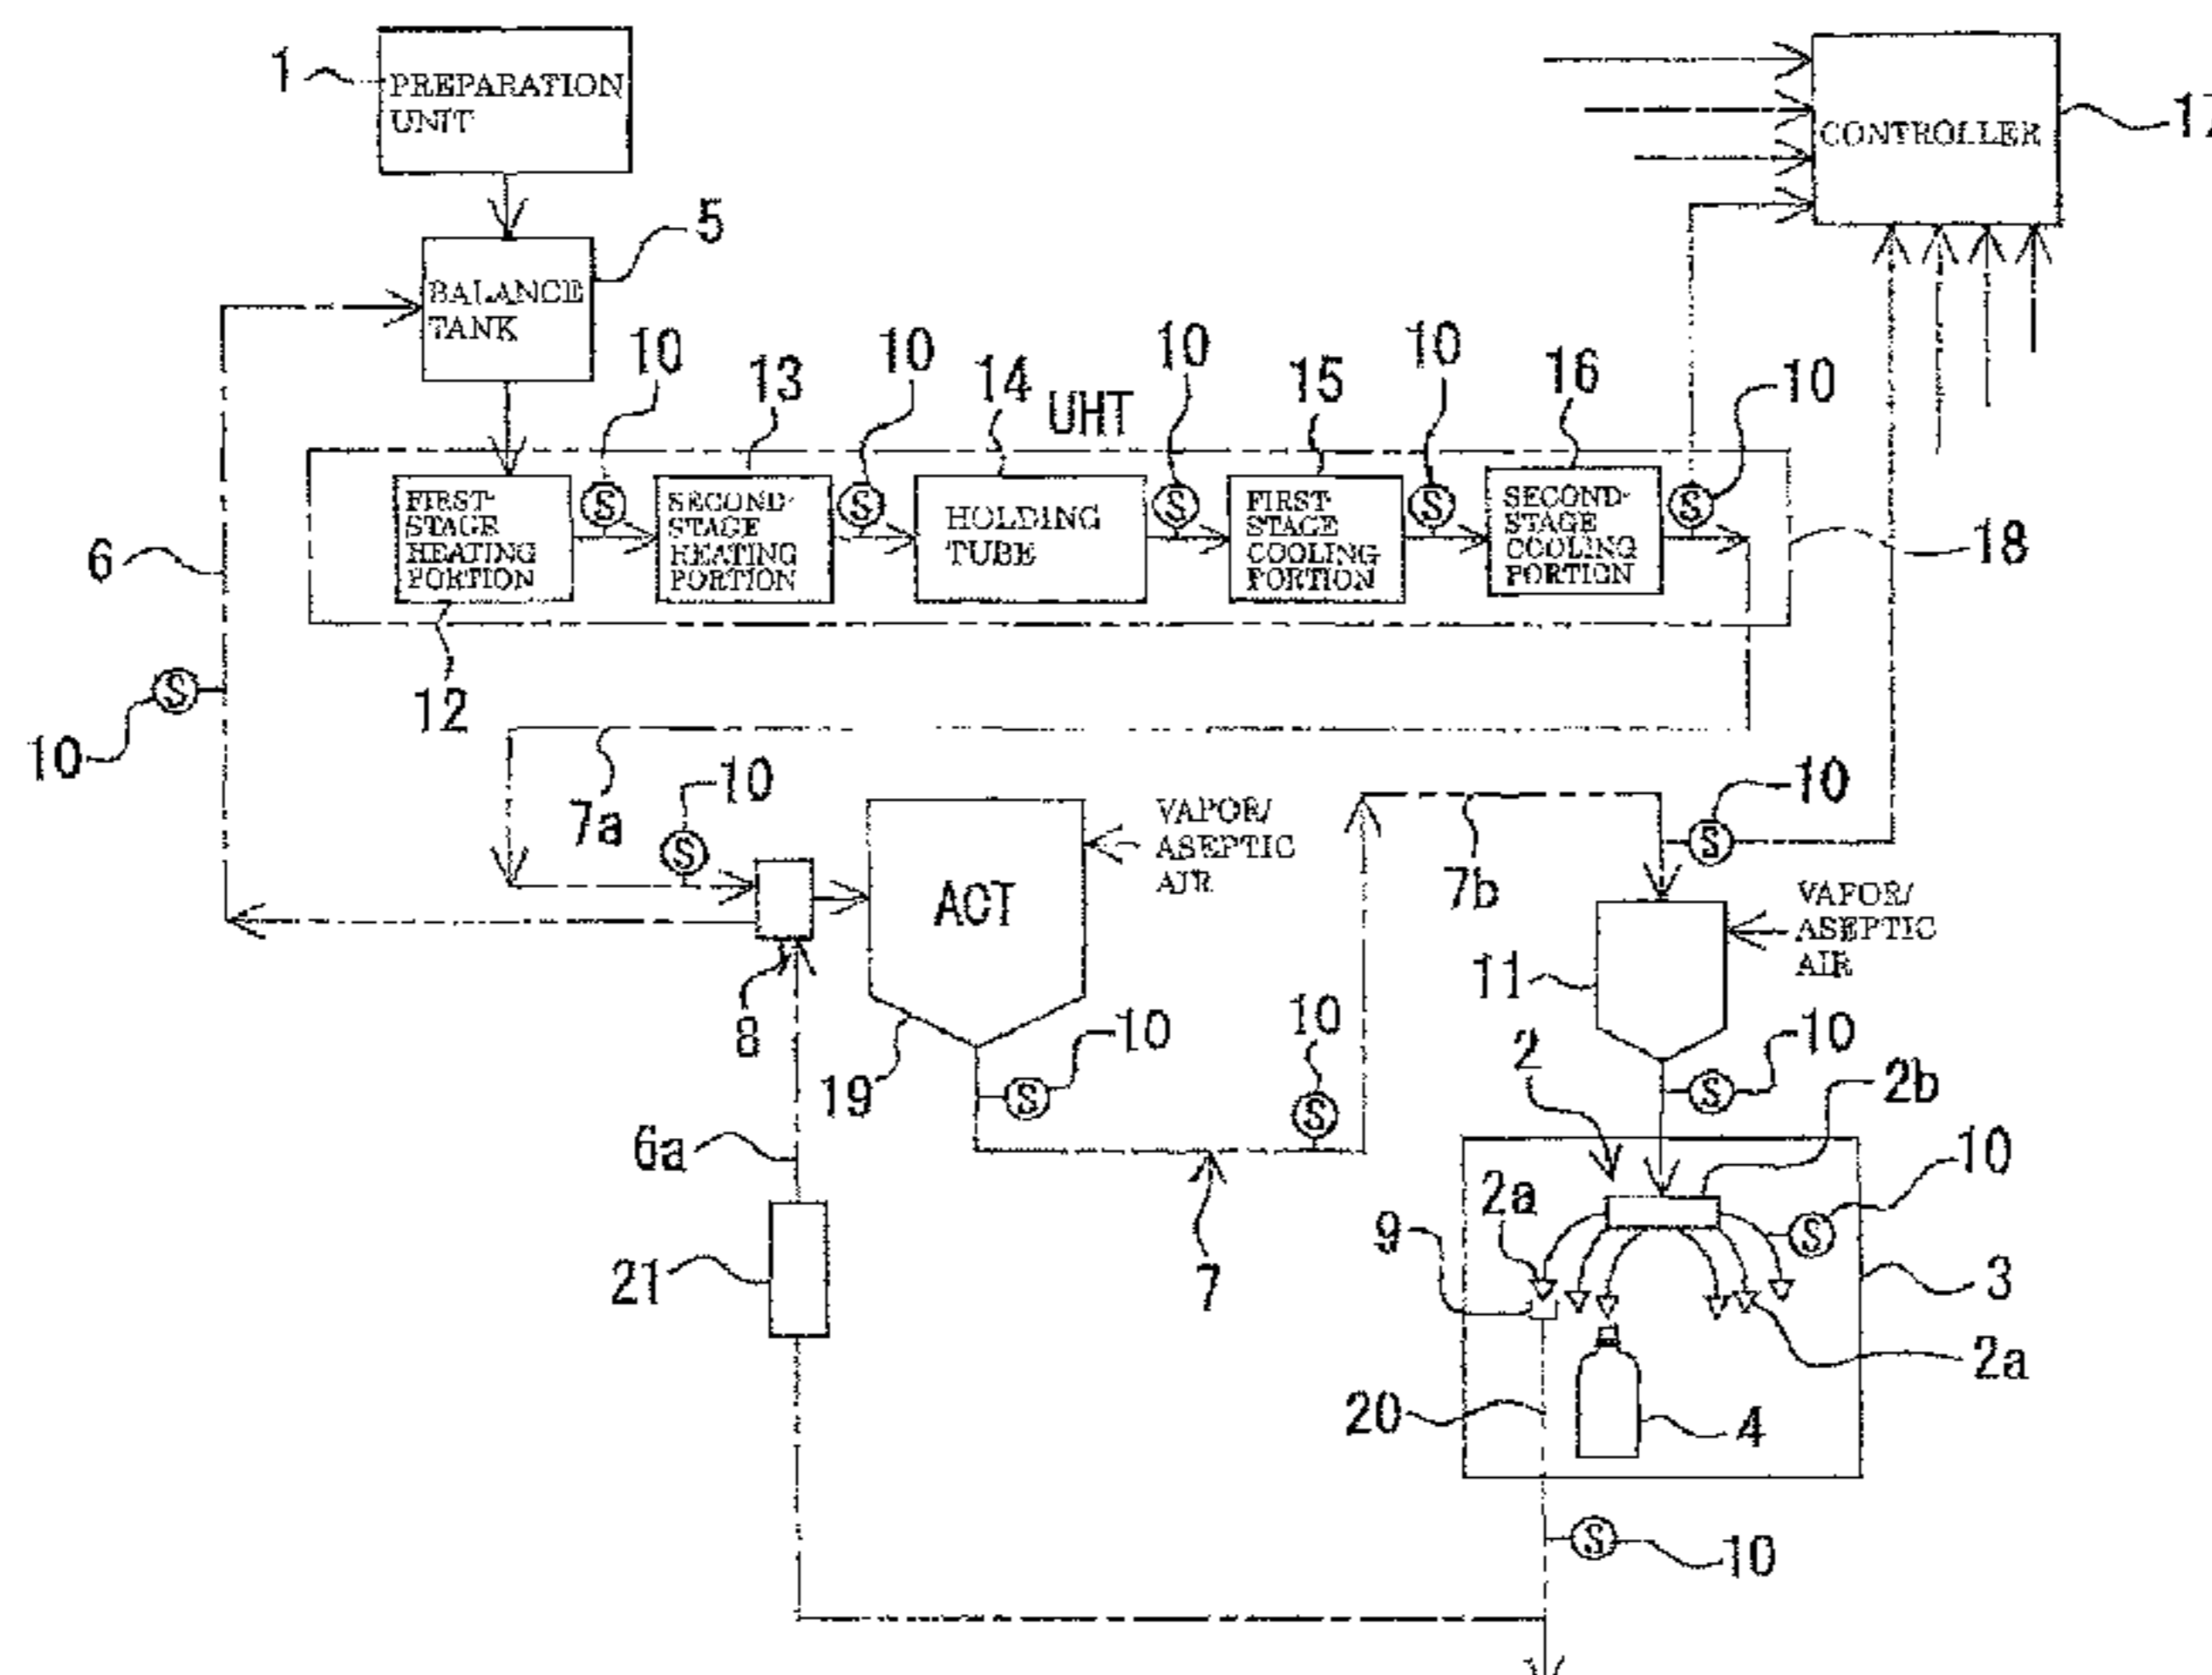 1
PREPARATION
UNIT
CONTROLLER
17
5
BALANCE
TANK
10
13
10
14
UHT
10
15
10
16
10
FIRST-
STAGE
HEATING
PORTION
S
SECOND-
STAGE
HEATING
PORTION
S
HOLDING
TUBE
S
FIRST-
STAGE
COOLING
PORTION
S
SECOND-
STAGE
COOLING
PORTION
S
18
6
12
S
10
7a
10
S
VAPOR/
ASEPTIC
AIR
ACT
7b
10
S
VAPOR/
ASEPTIC
AIR
8
19
10
S
10
S
11
10
S
2
2b
6a
2a
10
S
9
21
7
3
2a
20
4
S
10